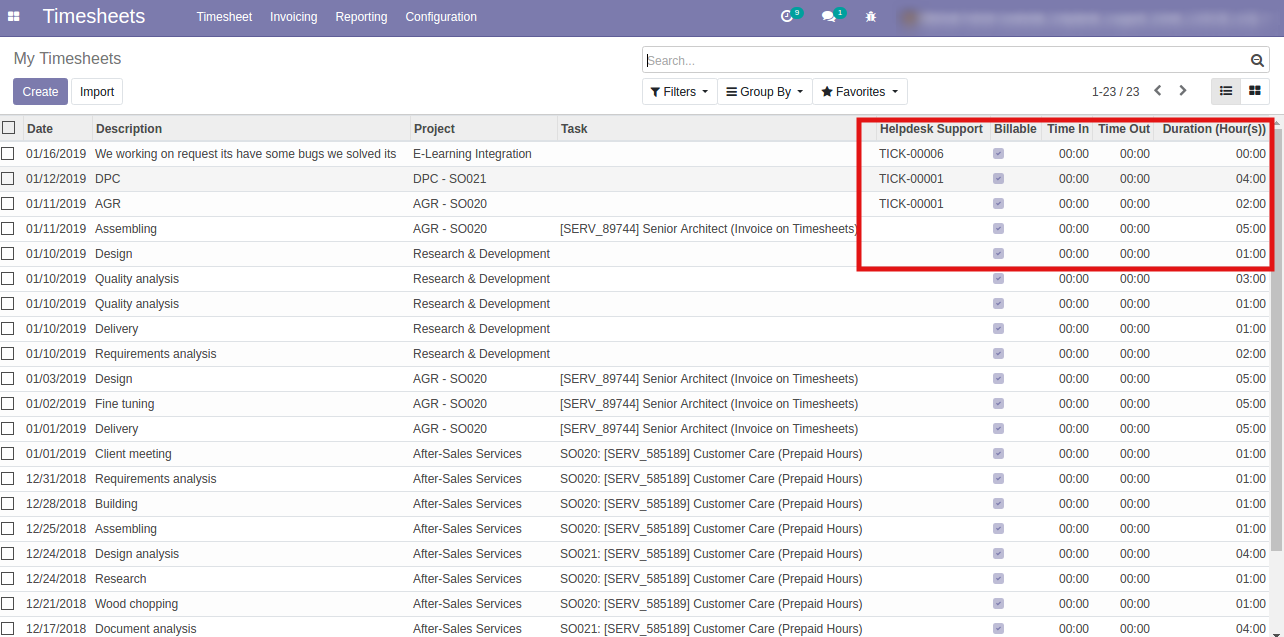 Timesheets Timesheet Invoicing Reporting Configuration 9 1
My Timesheets
Search...
Create Import Filters Group By Favorites 1-23 / 23
Date Description Project Task Helpdesk Support Billable Time In Time Out Duration (Hour(s))
01/16/2019 We working on request its have some bugs we solved its E-Learning Integration TICK-00006 00:00 00:00 00:00
01/12/2019 DPC DPC - SO021 TICK-00001 00:00 00:00 04:00
01/11/2019 AGR AGR - SO020 TICK-00001 00:00 00:00 02:00
01/11/2019 Assembling AGR - SO020 [SERV_89744] Senior Architect (Invoice on Timesheets) 00:00 00:00 05:00
01/10/2019 Design Research & Development 00:00 00:00 01:00
01/10/2019 Quality analysis Research & Development 00:00 00:00 03:00
01/10/2019 Quality analysis Research & Development 00:00 00:00 01:00
01/10/2019 Delivery Research & Development 00:00 00:00 01:00
01/10/2019 Requirements analysis Research & Development 00:00 00:00 02:00
01/03/2019 Design AGR - SO020 [SERV_89744] Senior Architect (Invoice on Timesheets) 00:00 00:00 05:00
01/02/2019 Fine tuning AGR - SO020 [SERV_89744] Senior Architect (Invoice on Timesheets) 00:00 00:00 05:00
01/01/2019 Delivery AGR - SO020 [SERV_89744] Senior Architect (Invoice on Timesheets) 00:00 00:00 05:00
01/01/2019 Client meeting After-Sales Services SO020: [SERV_585189] Customer Care (Prepaid Hours) 00:00 00:00 01:00
12/31/2018 Requirements analysis After-Sales Services SO020: [SERV_585189] Customer Care (Prepaid Hours) 00:00 00:00 01:00
12/28/2018 Building After-Sales Services SO020: [SERV_585189] Customer Care (Prepaid Hours) 00:00 00:00 01:00
12/25/2018 Assembling After-Sales Services SO020: [SERV_585189] Customer Care (Prepaid Hours) 00:00 00:00 01:00
12/24/2018 Design analysis After-Sales Services SO021: [SERV_585189] Customer Care (Prepaid Hours) 00:00 00:00 04:00
12/24/2018 Research After-Sales Services SO020: [SERV_585189] Customer Care (Prepaid Hours) 00:00 00:00 01:00
12/21/2018 Wood chopping After-Sales Services SO020: [SERV_585189] Customer Care (Prepaid Hours) 00:00 00:00 01:00
12/17/2018 Document analysis After-Sales Services SO021: [SERV_585189] Customer Care (Prepaid Hours) 00:00 00:00 04:00